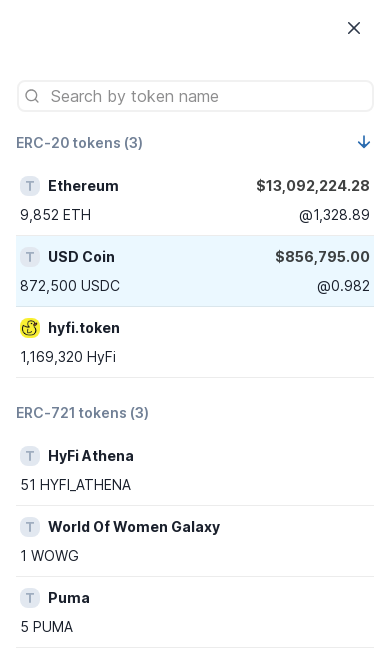 Search by token name
ERC-20 tokens (3)
T Ethereum $13,092,224.28
9,852 ETH @1,328.89
T USD Coin $856,795.00
872,500 USDC @0.982
hyfi.token
1,169,320 HyFi
ERC-721 tokens (3)
T HyFi Athena
51 HYFI_ATHENA
T World Of Women Galaxy
1 WOWG
T Puma
5 PUMA